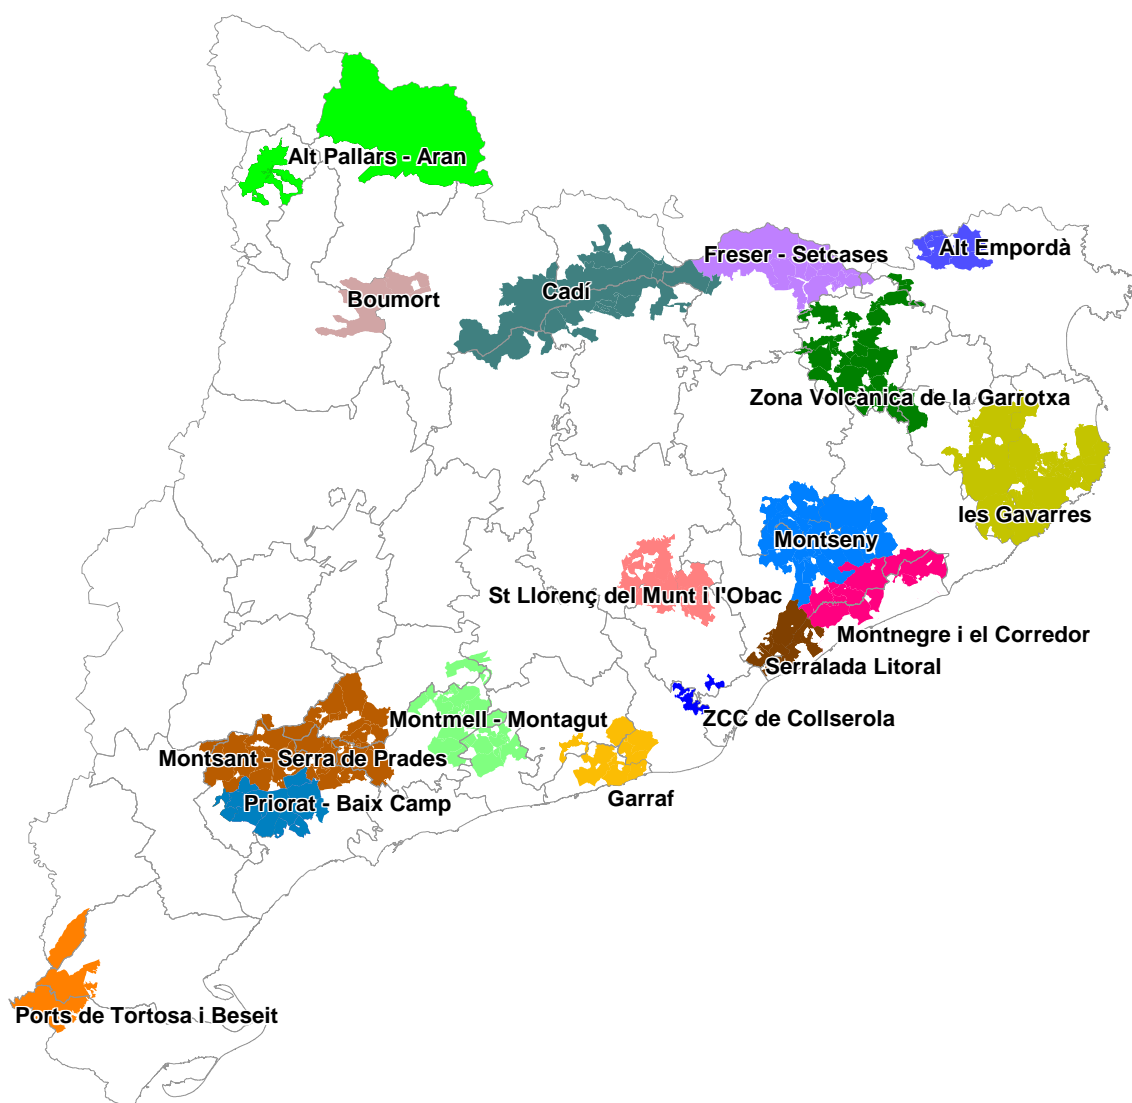 Alt Pallars - Aran
Alt Empordà
Freser - Setcases
Cadí
Boumort
Zona Volcànica de la Garrotxa
les Gavarres
Montseny
St Llorenç del Munt i l'Obac
Montnegre i el Corredor
Serralada Litoral
ZCC de Collserola
Montmell - Montagut
Montsant - Serra de Prades
Garraf
Priorat - Baix Camp
Ports de Tortosa i Beseit